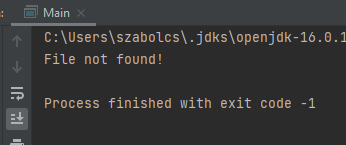 Main
C:\Users\szabolcs\.jdks\openjdk-16.0.1
File not found!
Process finished with exit code -1